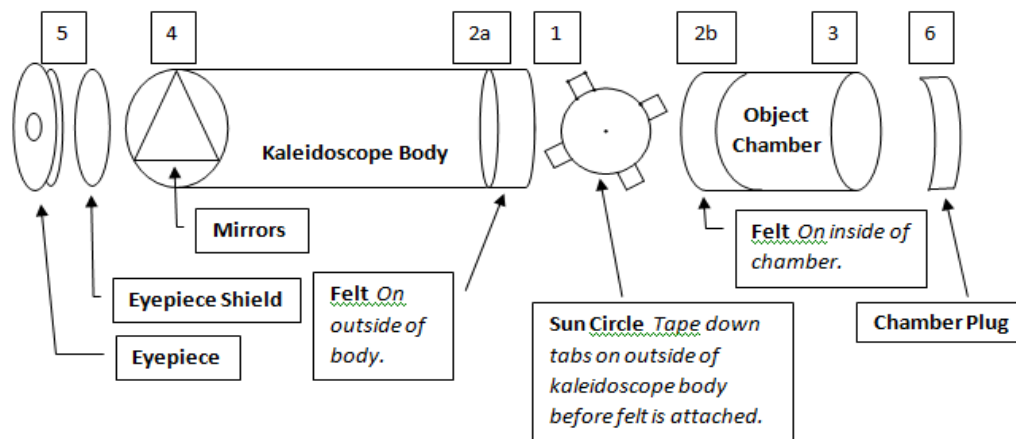 5
4
2a
1
2b
3
6
Kaleidoscope Body
Object
Chamber
Mirrors
Eyepiece Shield
Eyepiece
Felt On
outside of
body.
Sun Circle Tape down
tabs on outside of
kaleidoscope body
before felt is attached.
Felt On inside of
chamber.
Chamber Plug